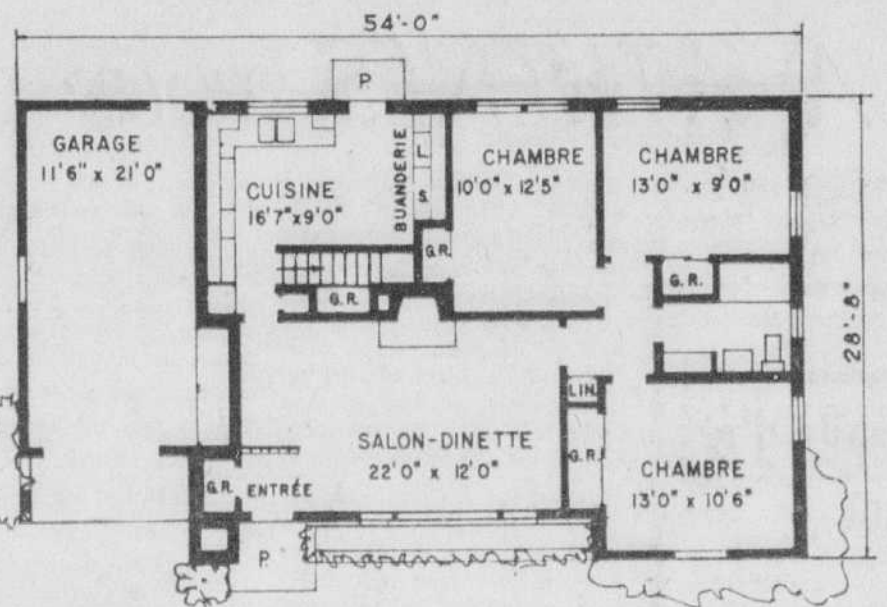 54'-0"
P.
GARAGE
11'6" x 21'0"
CUISINE
16'7"x9'0"
BUANDERIE
L
S
CHAMBRE
10'0" x 12'5"
CHAMBRE
13'0" x 9'0"
G.R.
G.R.
G.R.
28'-8"
LIN.
SALON-DINETTE
22'0" x 12'0"
G.R.
CHAMBRE
13'0" x 10'6"
G.R.
ENTRÉE
P.